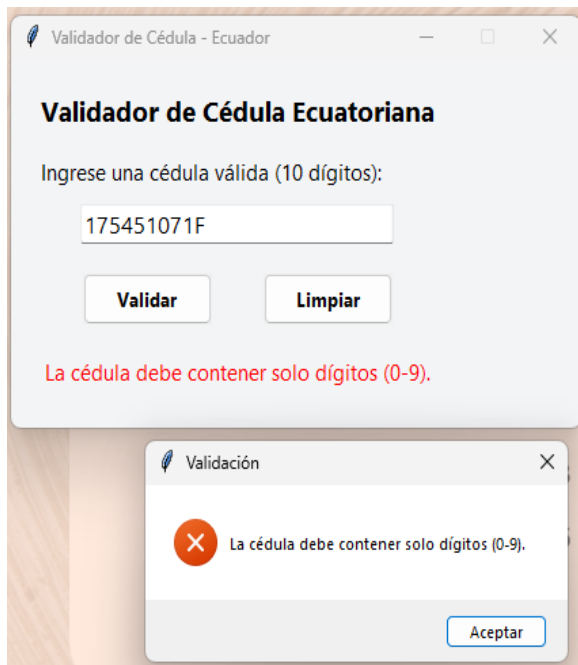 Validador de Cédula - Ecuador
Validador de Cédula Ecuatoriana
Ingrese una cédula válida (10 dígitos):
175451071F
Validar Limpiar
La cédula debe contener solo dígitos (0-9).
Validación
La cédula debe contener solo dígitos (0-9).
Aceptar